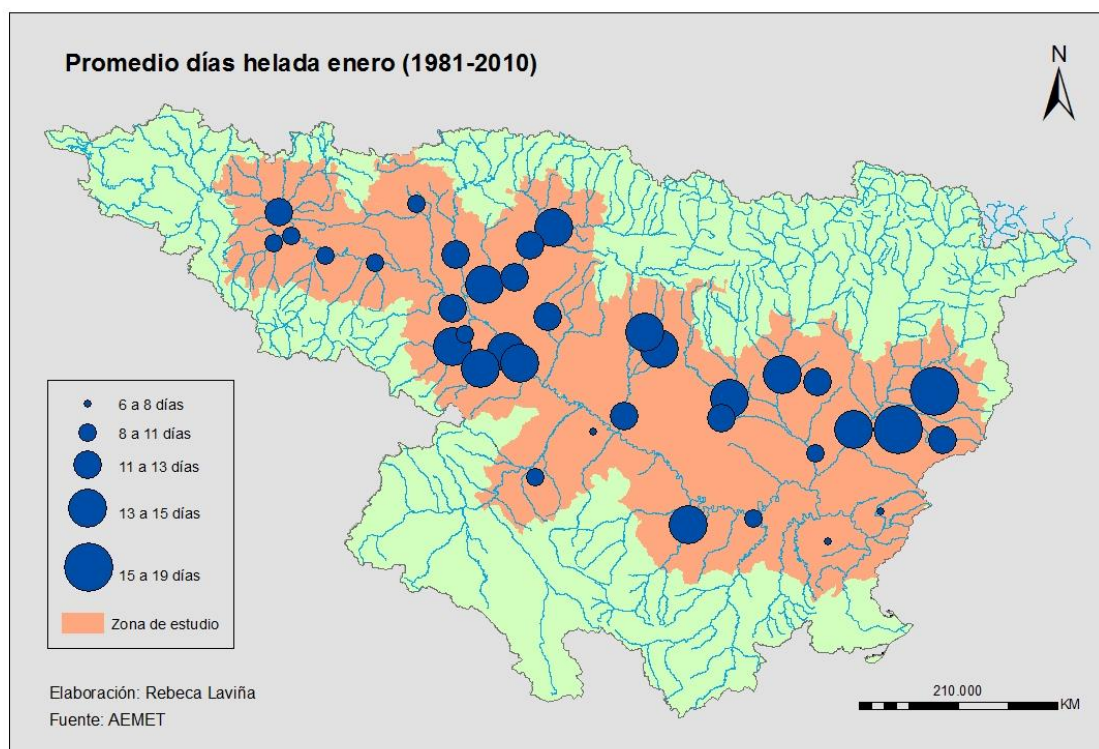 Promedio días helada enero (1981-2010)
N
6 a 8 días
8 a 11 días
11 a 13 días
13 a 15 días
15 a 19 días
Zona de estudio
Elaboración: Rebeca Laviña
Fuente: AEMET
210.000
KM